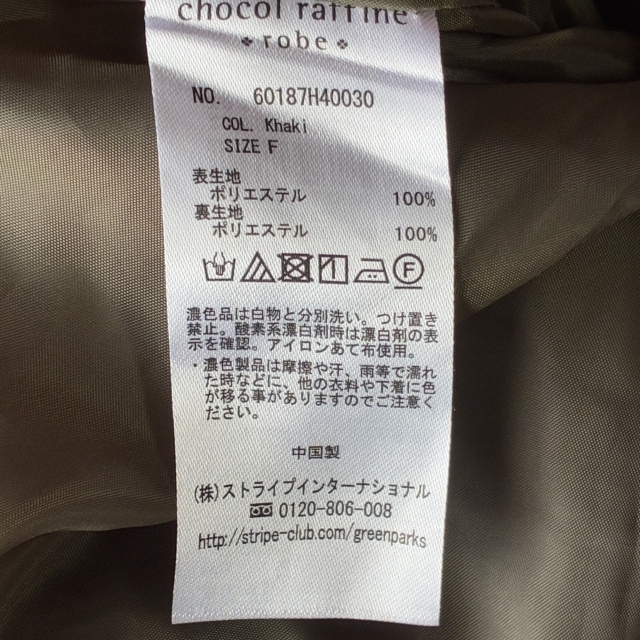 chocol raffine
robe
NO. 60187H40030
COL. Khaki
SIZE F
表生地
ポリエステル 100%
裏生地
ポリエステル 100%
F
濃色品は白物と分別洗い。つけ置き
禁止。酸素系漂白剤時は漂白剤の表
示を確認。アイロンあて布使用。
・濃色製品は摩擦や汗、雨等で濡れ
た時などに、他の衣料や下着に色
が移る事がありますのでご注意く
ださい。
中国製
(株)ストライプインターナショナル
0120-806-008
http://stripe-club.com/greenparks